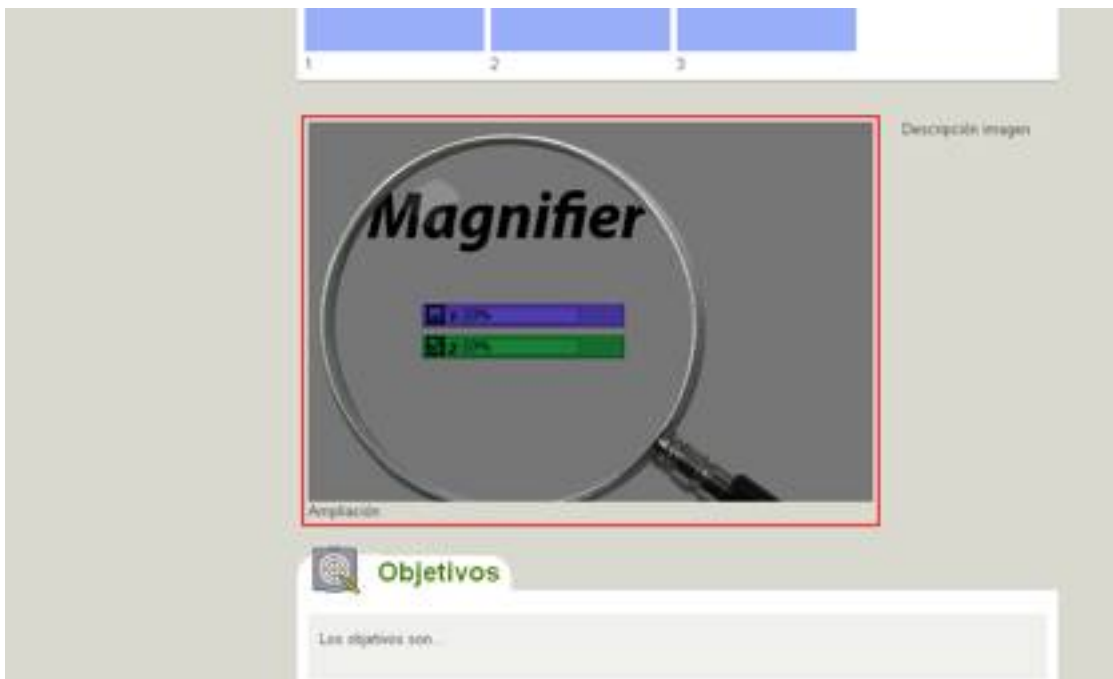 1 2 3
Descripción imagen
Magnifier
Ampliación
Objetivos
Los objetivos son...